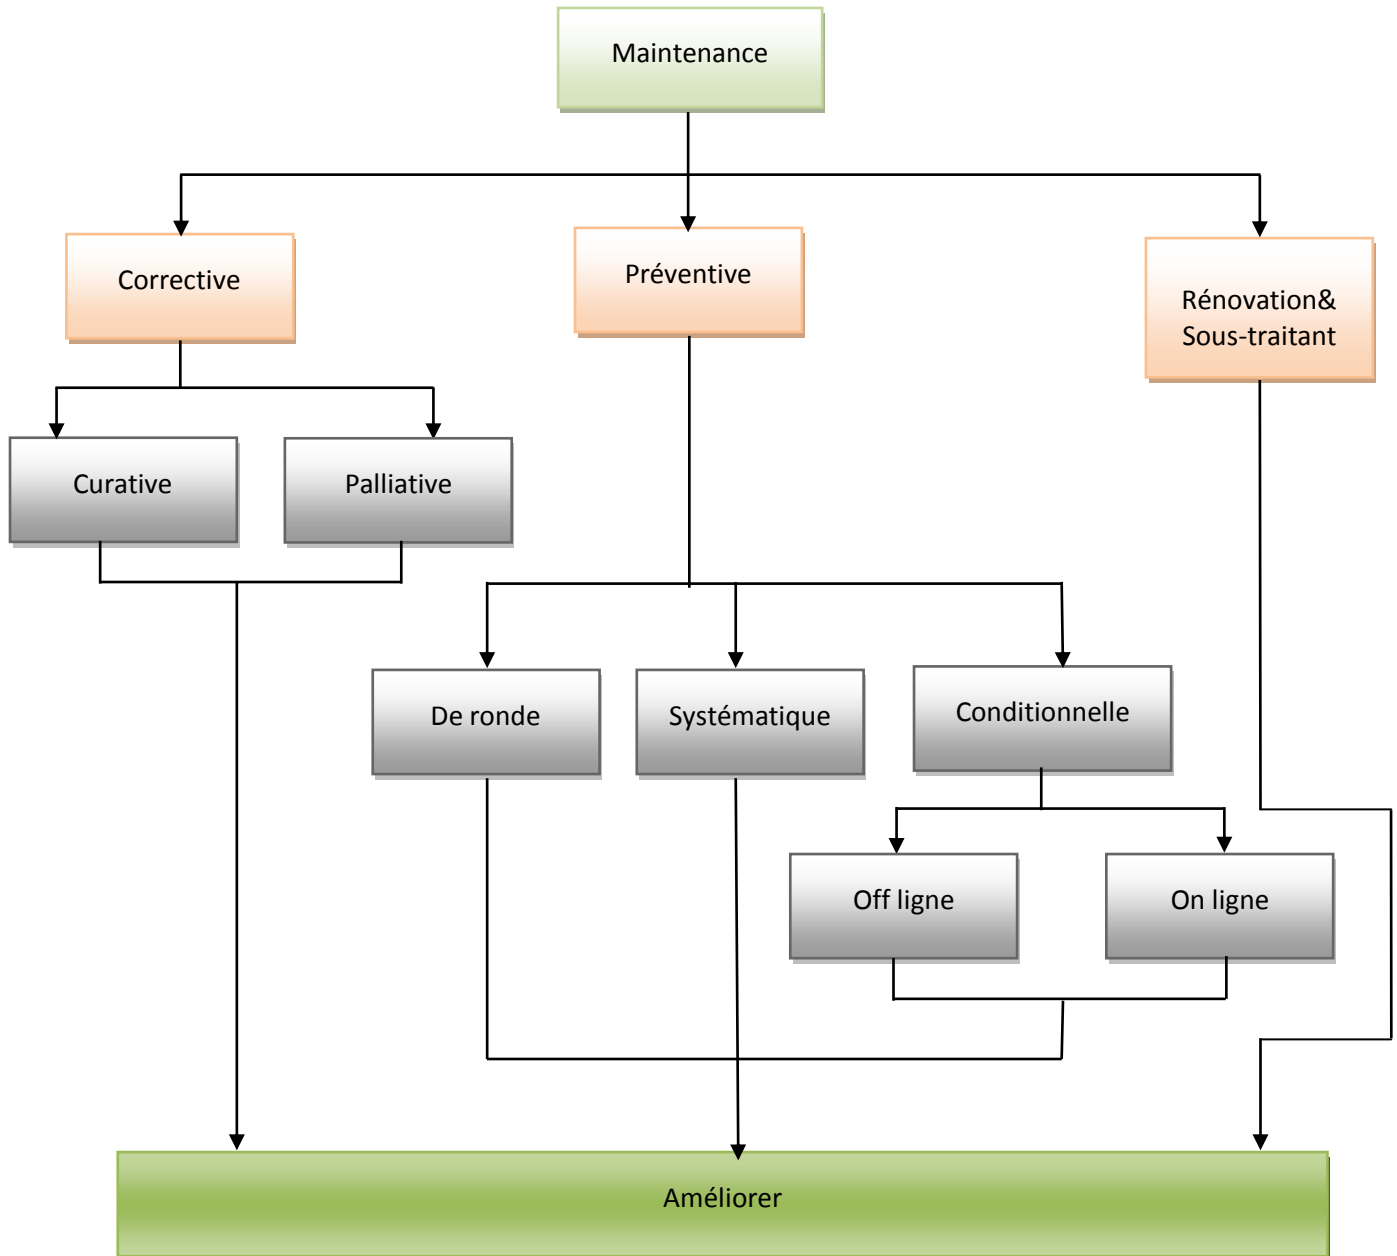 Maintenance
Corrective
Préventive
Rénovation&
Sous-traitant
Curative
Palliative
De ronde
Systématique
Conditionnelle
Off ligne
On ligne
Améliorer